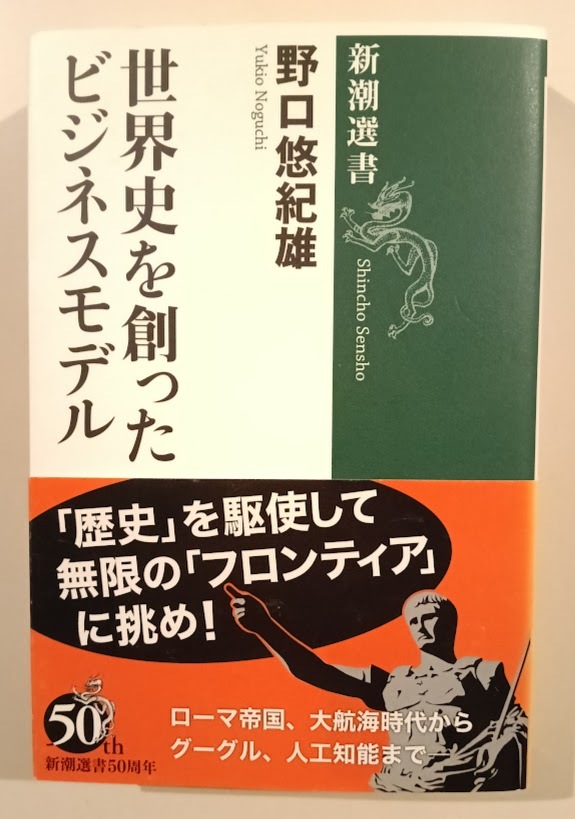 新潮選書
Shincho Sensho
野口悠紀雄
Yukio Noguchi
世界史を創った
ビジネスモデル
「歴史」を駆使して
無限の「フロンティア」
に挑め！
ローマ帝国、大航海時代から
グーグル、人工知能まで──
50th
新潮選書50周年